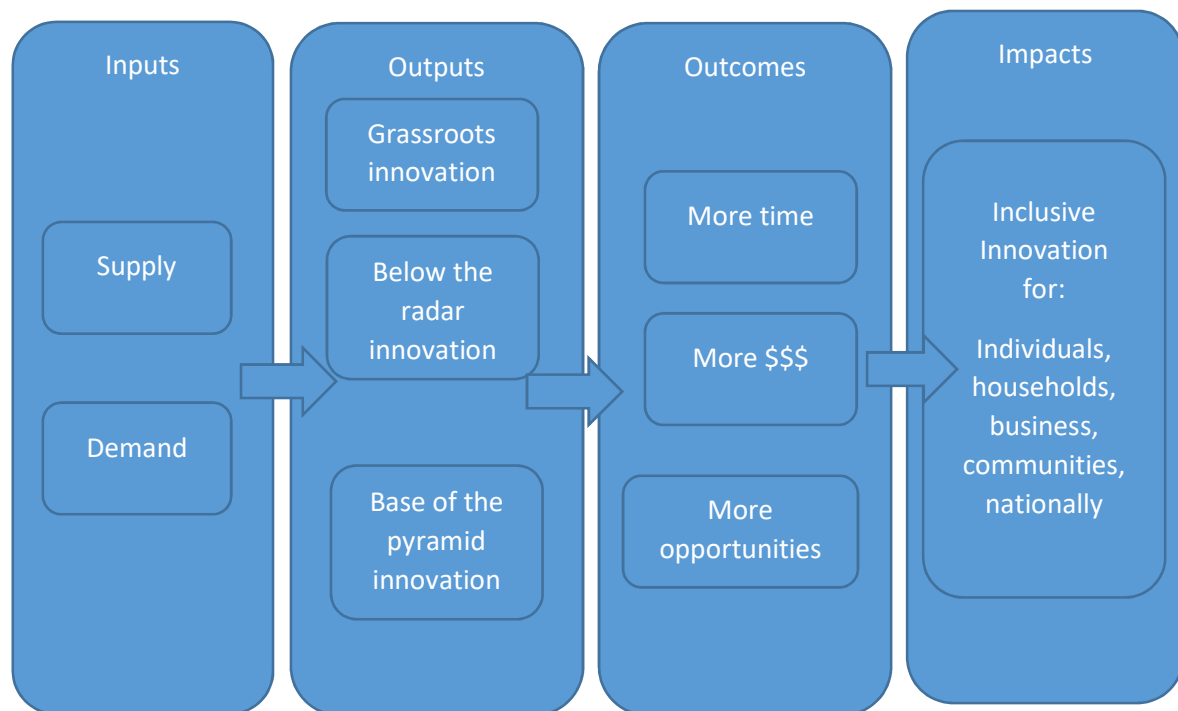 Inputs
Supply
Demand
Outputs
Grassroots
innovation
Below the
radar
innovation
Base of the
pyramid
innovation
Outcomes
More time
More $$$
More
opportunities
Impacts
Inclusive
Innovation
for:
Individuals,
households,
business,
communities,
nationally